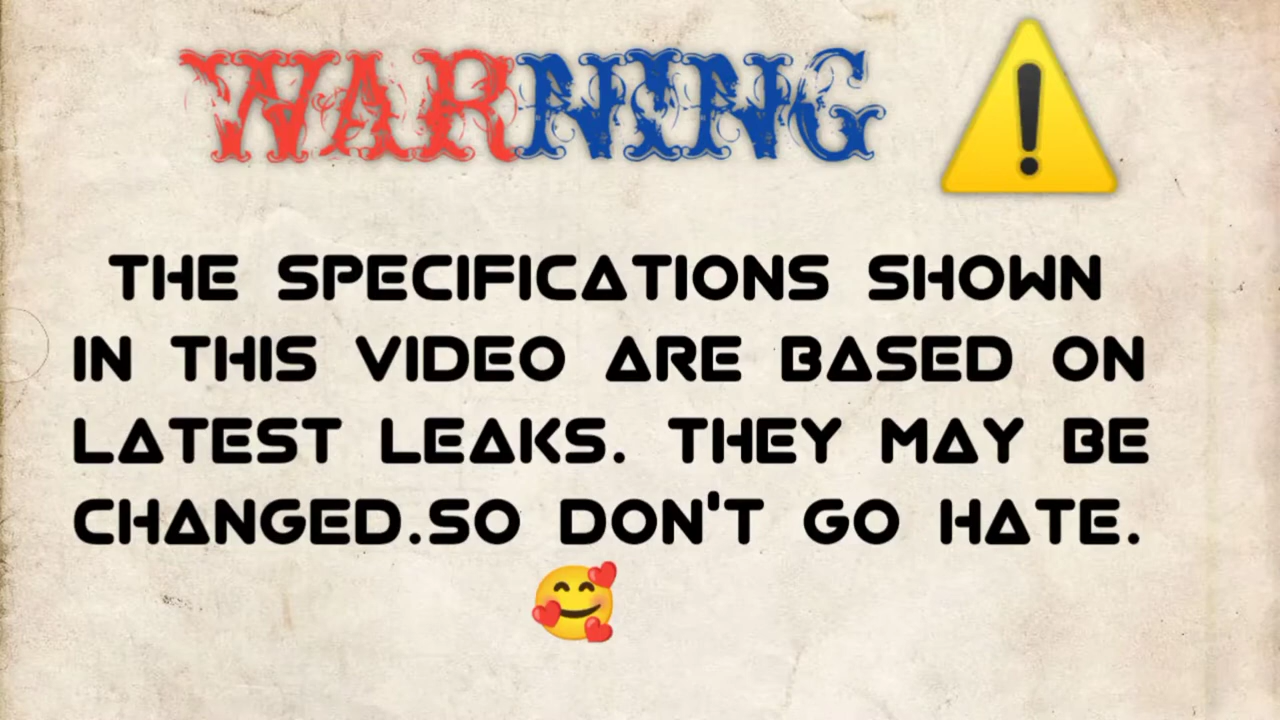 WARNING ⚠️
THE SPECIFICATIONS SHOWN
IN THIS VIDEO ARE BASED ON
LATEST LEAKS. THEY MAY BE
CHANGED.SO DON'T GO HATE.
🥰